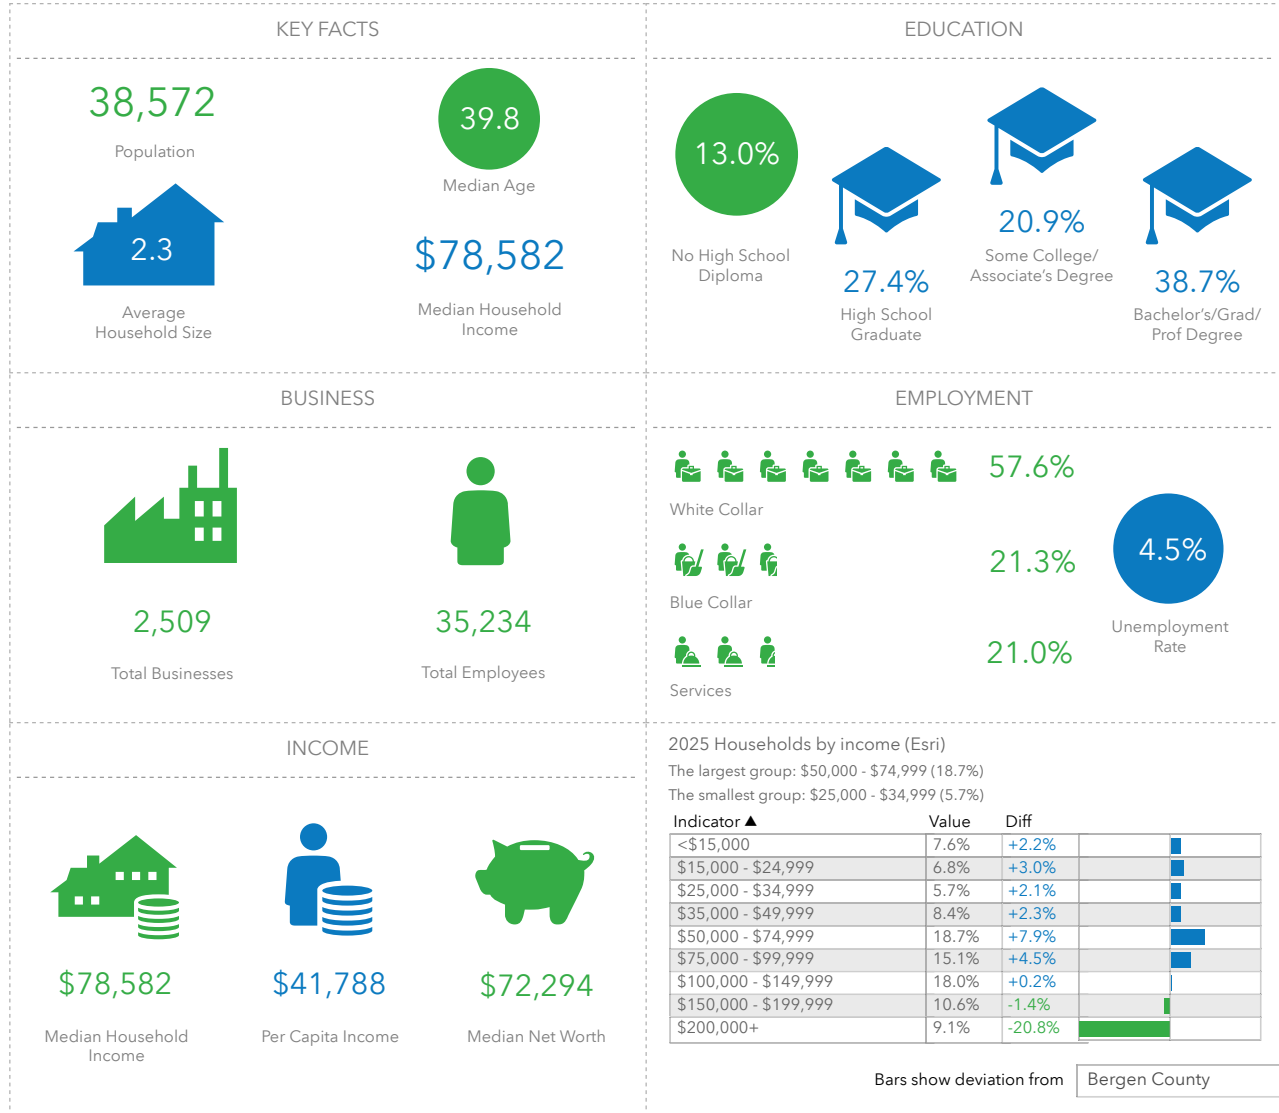 KEY FACTS
38,572
Population
39.8
Median Age
2.3
Average
Household Size
$78,582
Median Household
Income
EDUCATION
13.0%
No High School
Diploma
27.4%
High School
Graduate
20.9%
Some College/
Associate's Degree
38.7%
Bachelor's/Grad/
Prof Degree
BUSINESS
2,509
Total Businesses
35,234
Total Employees
EMPLOYMENT
57.6%
White Collar
21.3%
Blue Collar
21.0%
Services
4.5%
Unemployment
Rate
INCOME
$78,582
Median Household
Income
$41,788
Per Capita Income
$72,294
Median Net Worth
2025 Households by income (Esri)
The largest group: $50,000 - $74,999 (18.7%)
The smallest group: $25,000 - $34,999 (5.7%)
Indicator ▲ Value Diff
<$15,000 7.6% +2.2%
$15,000 - $24,999 6.8% +3.0%
$25,000 - $34,999 5.7% +2.1%
$35,000 - $49,999 8.4% +2.3%
$50,000 - $74,999 18.7% +7.9%
$75,000 - $99,999 15.1% +4.5%
$100,000 - $149,999 18.0% +0.2%
$150,000 - $199,999 10.6% -1.4%
$200,000+ 9.1% -20.8%
Bars show deviation from Bergen County